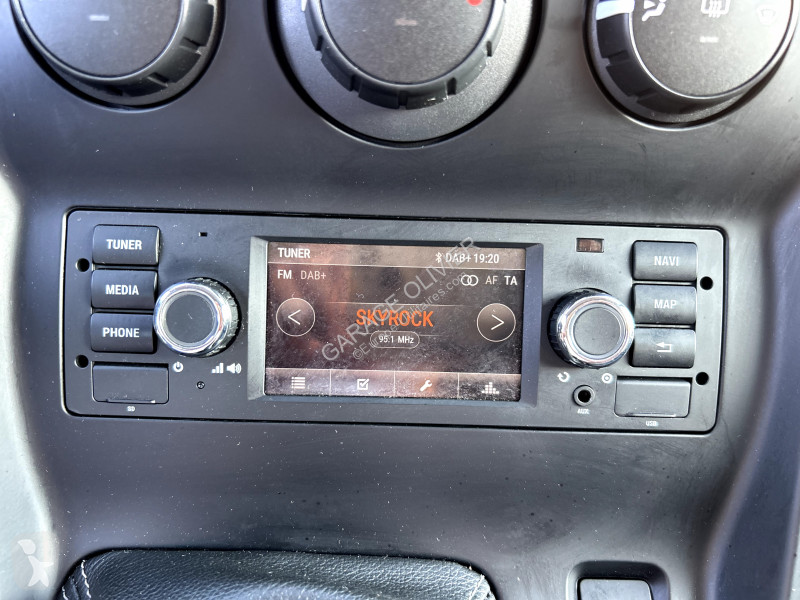 TUNER
MEDIA
PHONE
SD
TUNER
DAB+ 19:20
FM DAB+
AF TA
SKYROCK
95.1 MHz
NAVI
MAP
AUX
USB
GARAGE OLIVIER